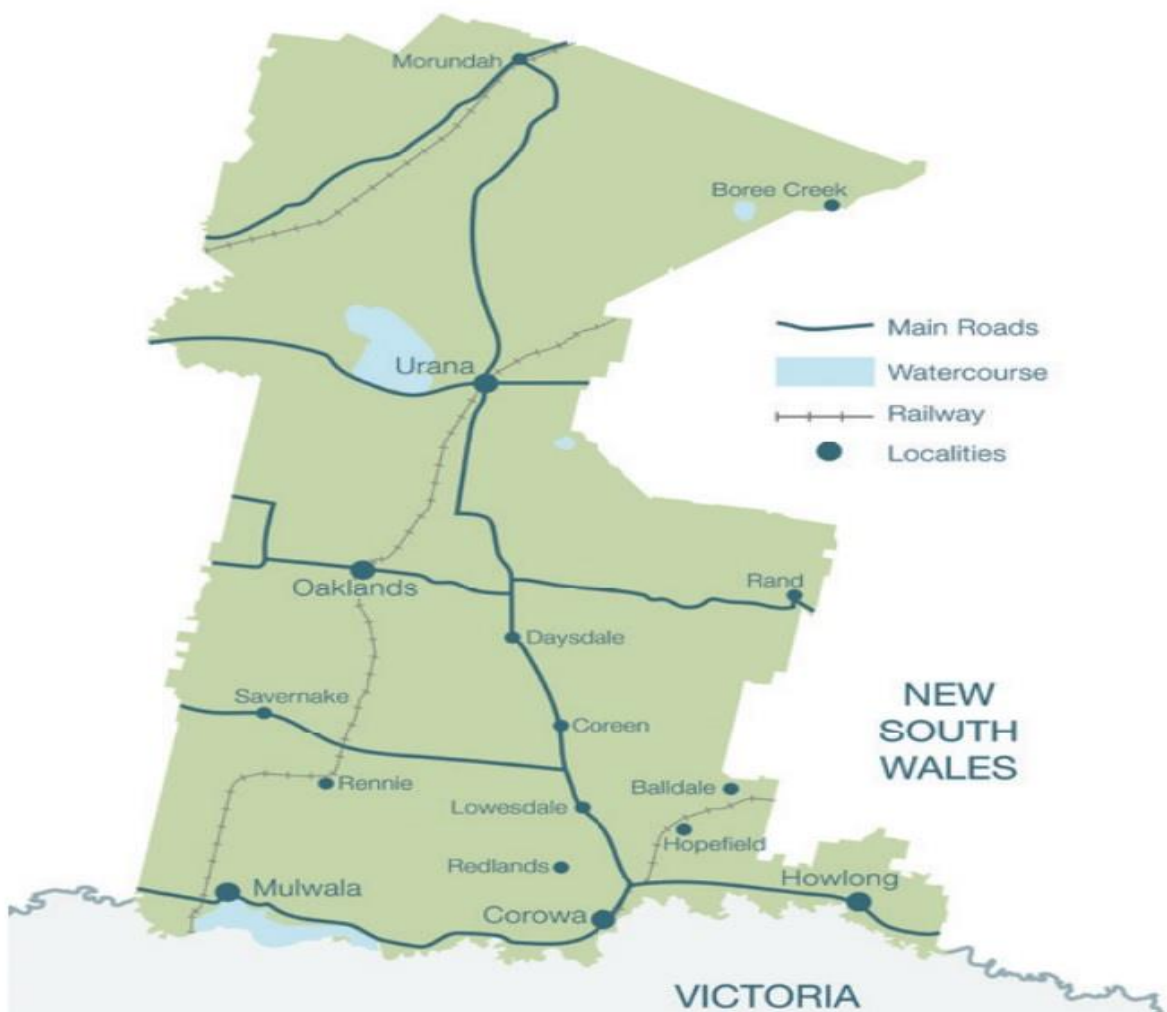 Morundah
Boree Creek
Main Roads
Urana
Watercourse
Railway
Localities
Oaklands
Rand
Daysdale
Savernake
NEW
SOUTH
WALES
Coreen
Rennie
Balldale
Lowesdale
Hopefield
Redlands
Mulwala
Howlong
Corowa
VICTORIA